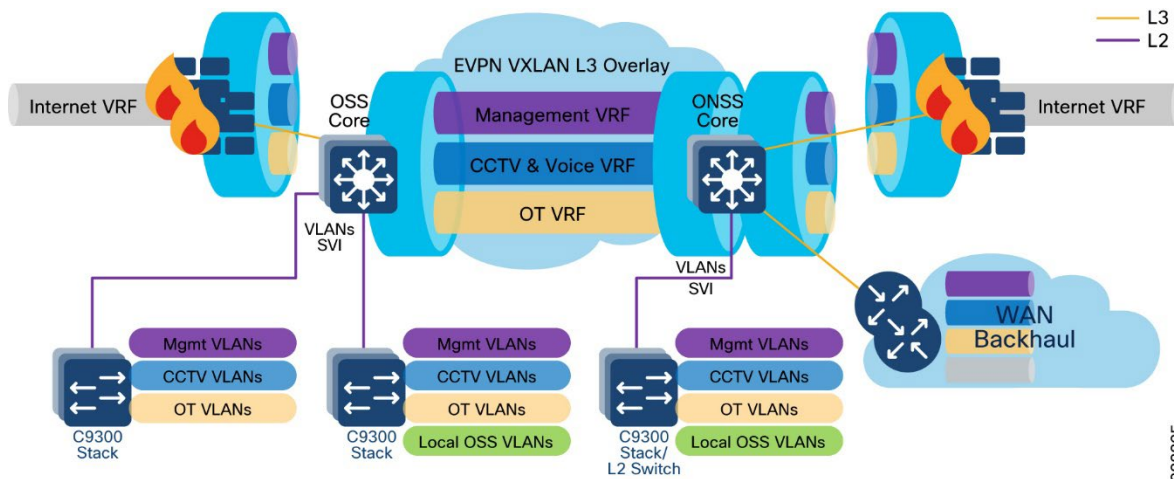 L3
L2
EVPN VXLAN L3 Overlay
Internet VRF
OSS
Core
Management VRF
CCTV & Voice VRF
OT VRF
ONSS
Core
Internet VRF
VLANs
SVI
VLANs
SVI
WAN
Backhaul
Mgmt VLANs
CCTV VLANs
OT VLANs
C9300
Stack
Mgmt VLANs
CCTV VLANs
OT VLANs
Local OSS VLANs
C9300
Stack
Mgmt VLANs
CCTV VLANs
OT VLANs
Local OSS VLANs
C9300
Stack/
L2 Switch